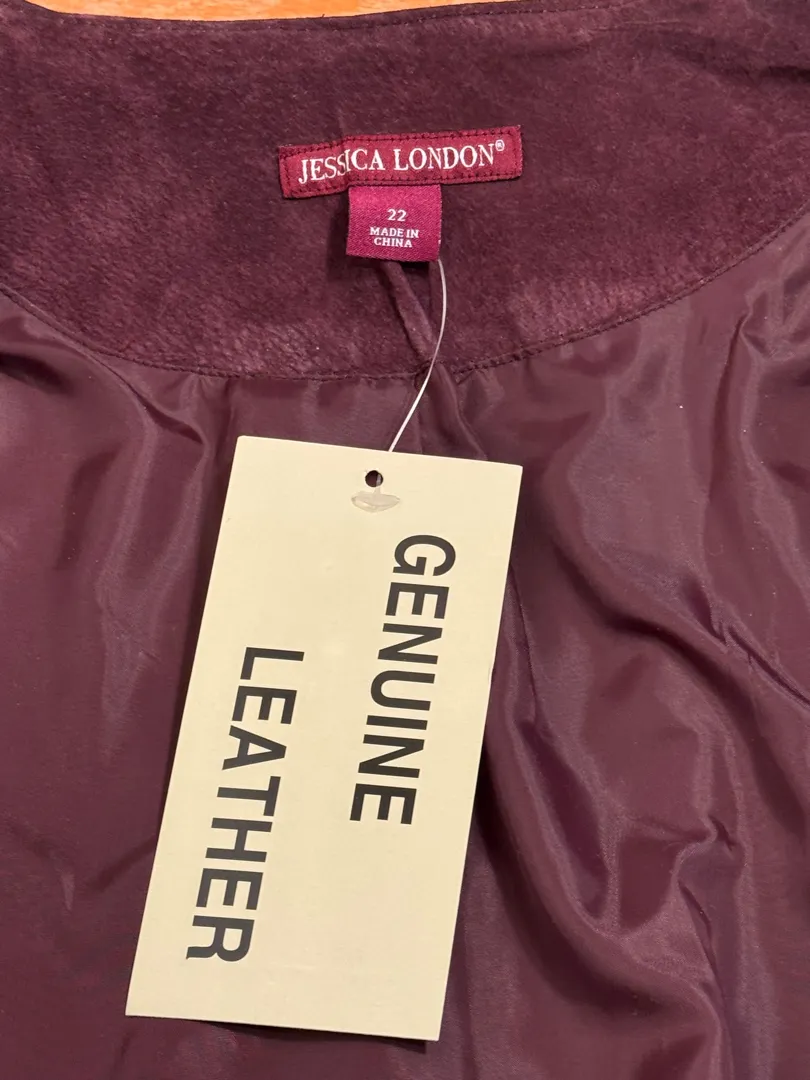 JESSICA LONDON®
22
MADE IN
CHINA
GENUINE
LEATHER